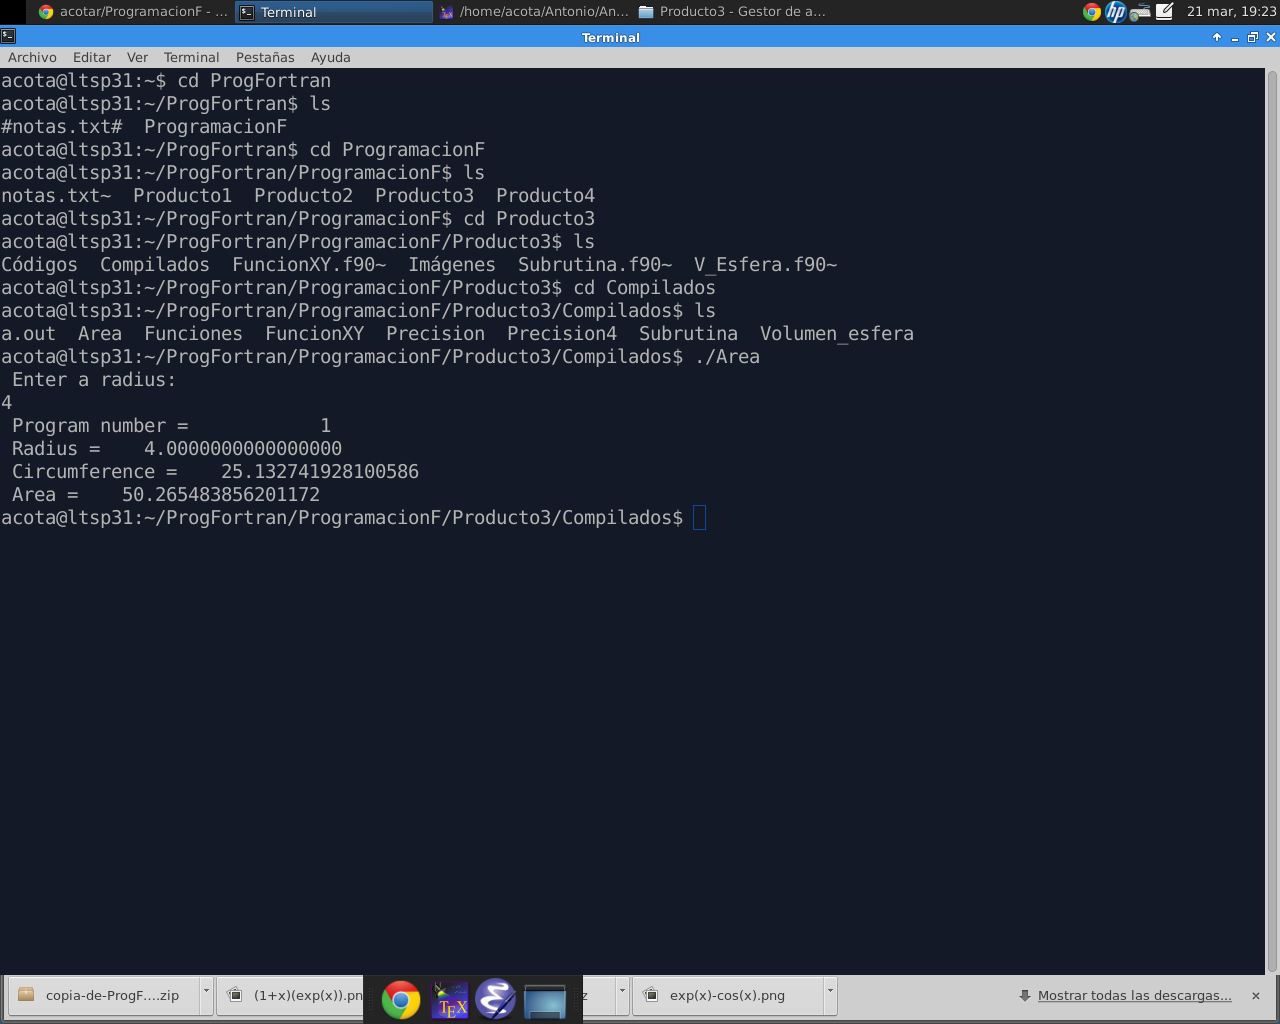 acotar/ProgramacionF - ...
Terminal
/home/acota/Antonio/An...
Producto3 - Gestor de a...
hp
21 mar, 19:23
Terminal
Archivo Editar Ver Terminal Pestañas Ayuda
acota@ltsp31:~$ cd ProgFortran
acota@ltsp31:~/ProgFortran$ ls
#notas.txt#  ProgramacionF
acota@ltsp31:~/ProgFortran$ cd ProgramacionF
acota@ltsp31:~/ProgFortran/ProgramacionF$ ls
notas.txt~  Producto1  Producto2  Producto3  Producto4
acota@ltsp31:~/ProgFortran/ProgramacionF$ cd Producto3
acota@ltsp31:~/ProgFortran/ProgramacionF/Producto3$ ls
Códigos  Compilados  FuncionXY.f90~  Imágenes  Subrutina.f90~  V_Esfera.f90~
acota@ltsp31:~/ProgFortran/ProgramacionF/Producto3$ cd Compilados
acota@ltsp31:~/ProgFortran/ProgramacionF/Producto3/Compilados$ ls
a.out  Area  Funciones  FuncionXY  Precision  Precision4  Subrutina  Volumen_esfera
acota@ltsp31:~/ProgFortran/ProgramacionF/Producto3/Compilados$ ./Area
Enter a radius:
4
Program number =            1
Radius =    4.0000000000000000
Circumference =    25.132741928100586
Area =    50.265483856201172
acota@ltsp31:~/ProgFortran/ProgramacionF/Producto3/Compilados$
copia-de-ProgF....zip
(1+x)(exp(x)).pn
TEX
z
exp(x)-cos(x).png
Mostrar todas las descargas...